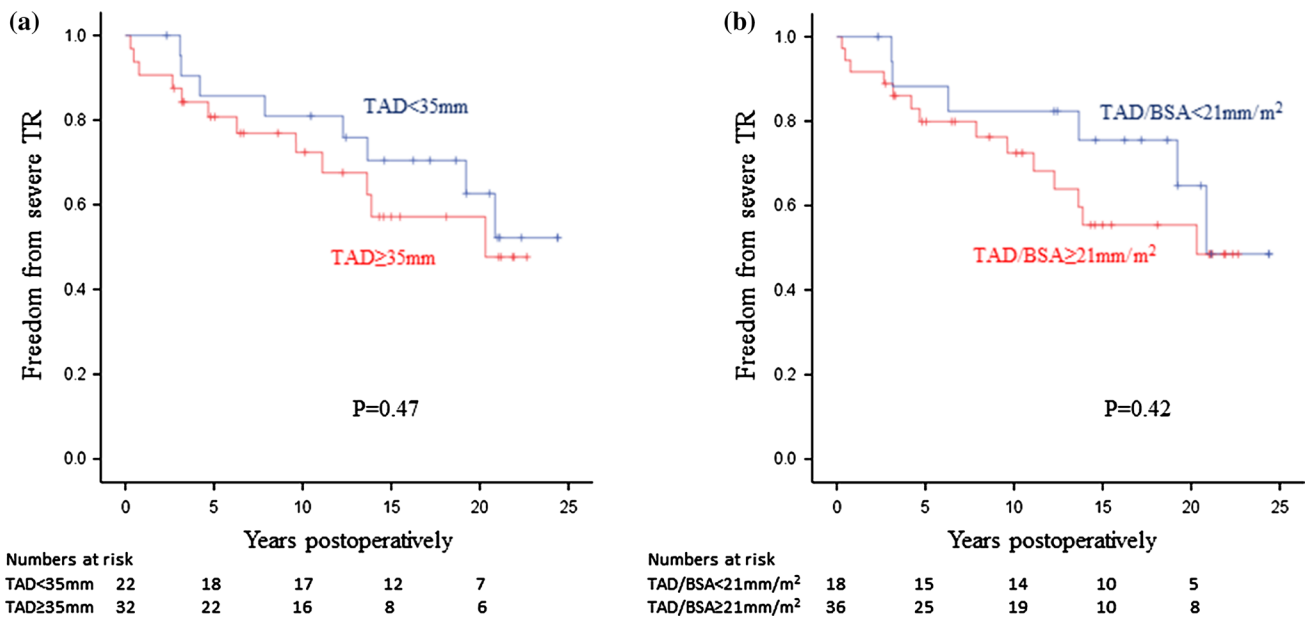 (a)
Freedom from severe TR
1.0
0.8
0.6
0.4
0.2
0.0
TAD<35mm
TAD≥35mm
P=0.47
0 5 10 15 20 25
Years postoperatively
Numbers at risk
TAD<35mm 22 18 17 12 7
TAD≥35mm 32 22 16 8 6
(b)
Freedom from severe TR
1.0
0.8
0.6
0.4
0.2
0.0
TAD/BSA<21mm/m²
TAD/BSA≥21mm/m²
P=0.42
0 5 10 15 20 25
Years postoperatively
Numbers at risk
TAD/BSA<21mm/m² 18 15 14 10 5
TAD/BSA≥21mm/m² 36 25 19 10 8